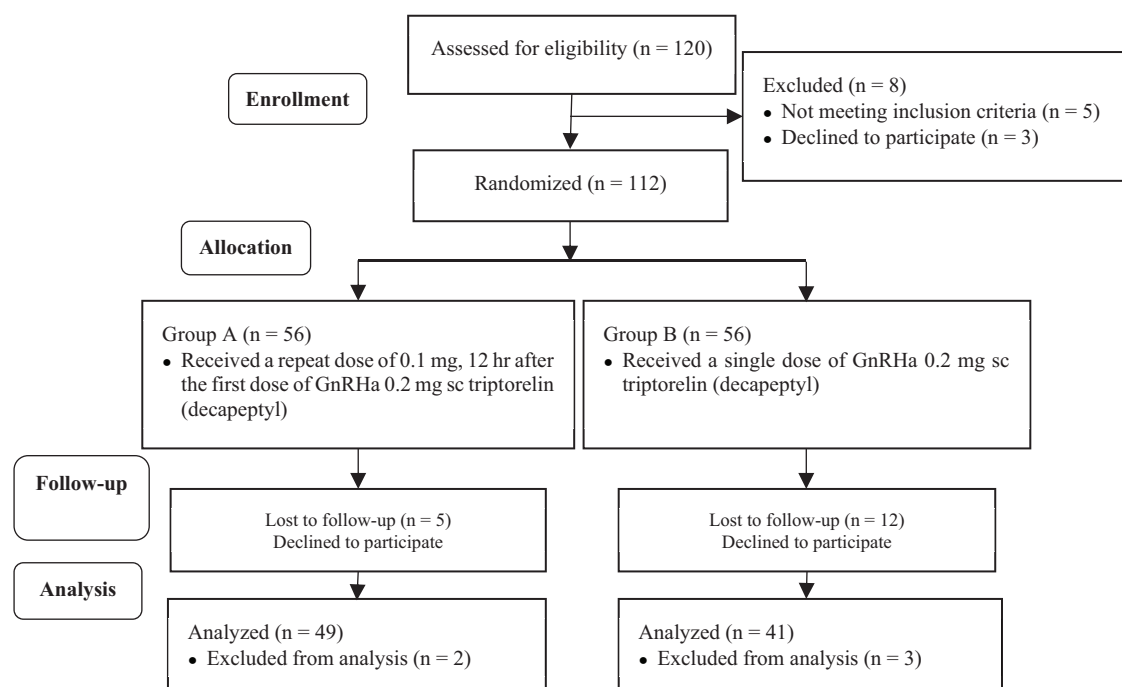 Assessed for eligibility (n = 120)
Enrollment
Excluded (n = 8)
• Not meeting inclusion criteria (n = 5)
• Declined to participate (n = 3)
Randomized (n = 112)
Allocation
Group A (n = 56)
• Received a repeat dose of 0.1 mg, 12 hr after
the first dose of GnRHa 0.2 mg sc triptorelin
(decapeptyl)
Group B (n = 56)
• Received a single dose of GnRHa 0.2 mg sc
triptorelin (decapeptyl)
Follow-up
Lost to follow-up (n = 5)
Declined to participate
Lost to follow-up (n = 12)
Declined to participate
Analysis
Analyzed (n = 49)
• Excluded from analysis (n = 2)
Analyzed (n = 41)
• Excluded from analysis (n = 3)